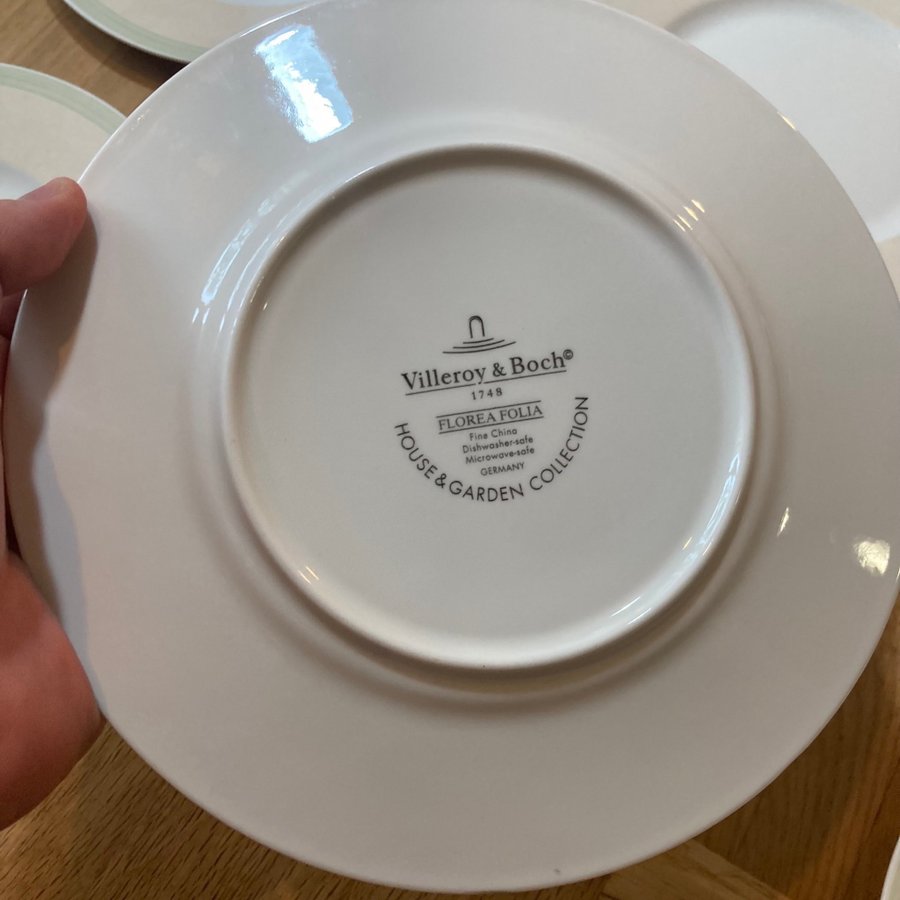 Villeroy & Boch©
1748
FLOREA FOLIA
Fine China
Dishwasher-safe
Microwave-safe
GERMANY
HOUSE & GARDEN COLLECTION